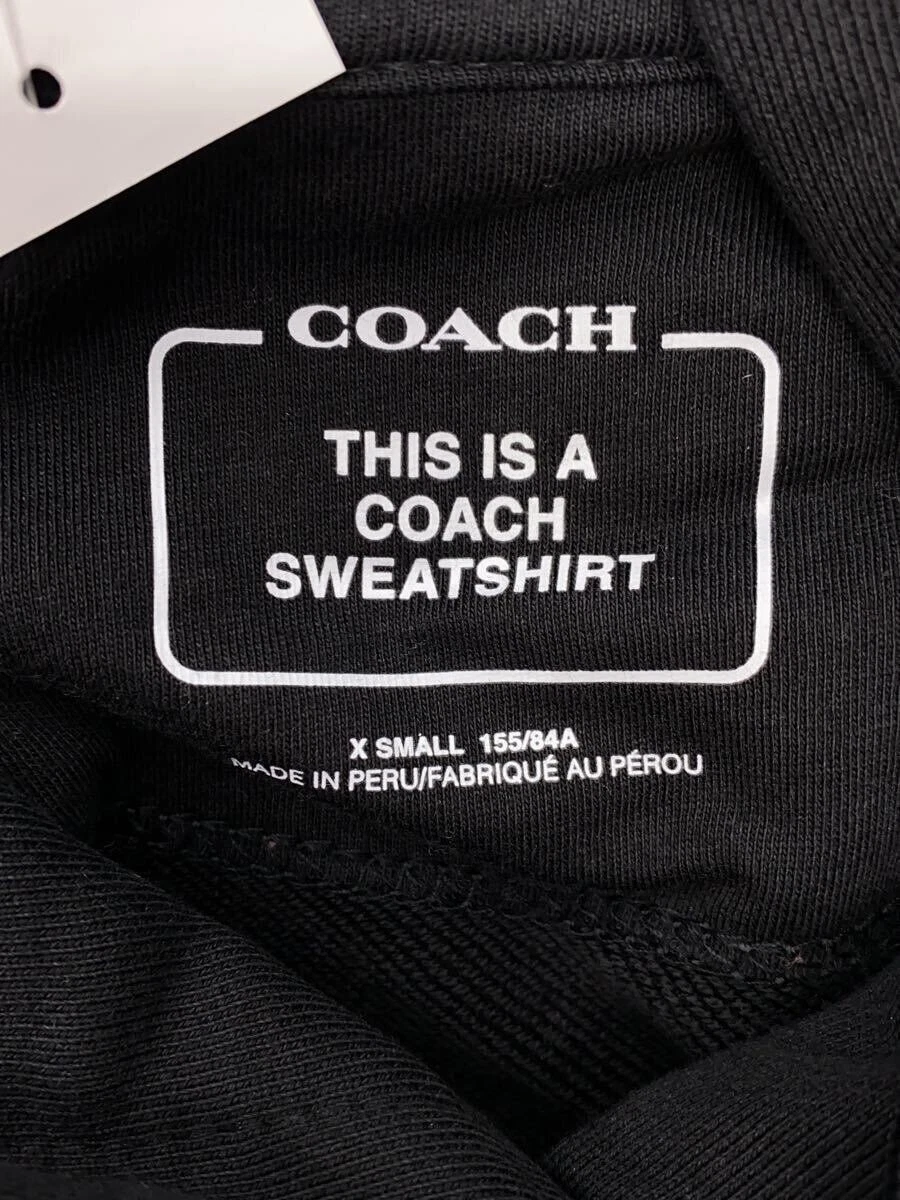 COACH
THIS IS A
COACH
SWEATSHIRT
X SMALL 155/84A
MADE IN PERU/FABRIQUÉ AU PÉROU